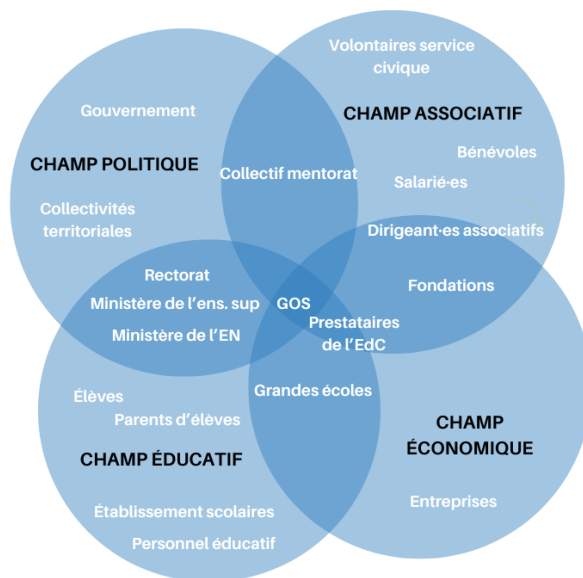 Volontaires service
civique
Gouvernement
CHAMP ASSOCIATIF
Bénévoles
CHAMP POLITIQUE
Collectif mentorat
Salarié·es
Collectivités
territoriales
Dirigeant·es associatifs
Rectorat
Fondations
Ministère de l'ens. sup
GOS
Ministère de l'EN
Prestataires
de l'EdC
Élèves
Grandes écoles
Parents d'élèves
CHAMP
ÉCONOMIQUE
CHAMP ÉDUCATIF
Entreprises
Établissement scolaires
Personnel éducatif